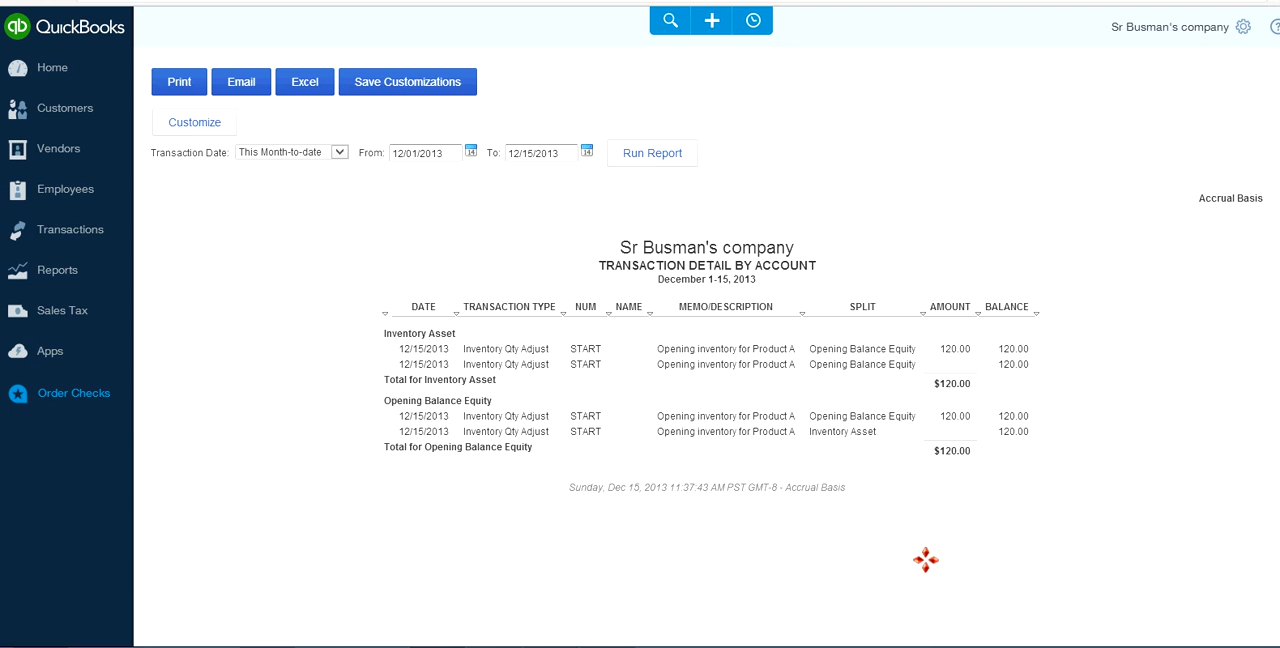 QuickBooks
Sr Busman's company
Home
Customers
Vendors
Employees
Transactions
Reports
Sales Tax
Apps
Order Checks
Print Email Excel Save Customizations
Customize
Transaction Date: This Month-to-date From: 12/01/2013 14 To: 12/15/2013 14 Run Report
Accrual Basis
Sr Busman's company
TRANSACTION DETAIL BY ACCOUNT
December 1-15, 2013
DATE TRANSACTION TYPE NUM NAME MEMO/DESCRIPTION SPLIT AMOUNT BALANCE
Inventory Asset
12/15/2013 Inventory Qty Adjust START Opening inventory for Product A Opening Balance Equity 120.00 120.00
12/15/2013 Inventory Qty Adjust START Opening inventory for Product A Opening Balance Equity 120.00
Total for Inventory Asset $120.00
Opening Balance Equity
12/15/2013 Inventory Qty Adjust START Opening inventory for Product A Opening Balance Equity 120.00 120.00
12/15/2013 Inventory Qty Adjust START Opening inventory for Product A Inventory Asset 120.00
Total for Opening Balance Equity $120.00
Sunday, Dec 15, 2013 11:37:43 AM PST GMT-8 - Accrual Basis